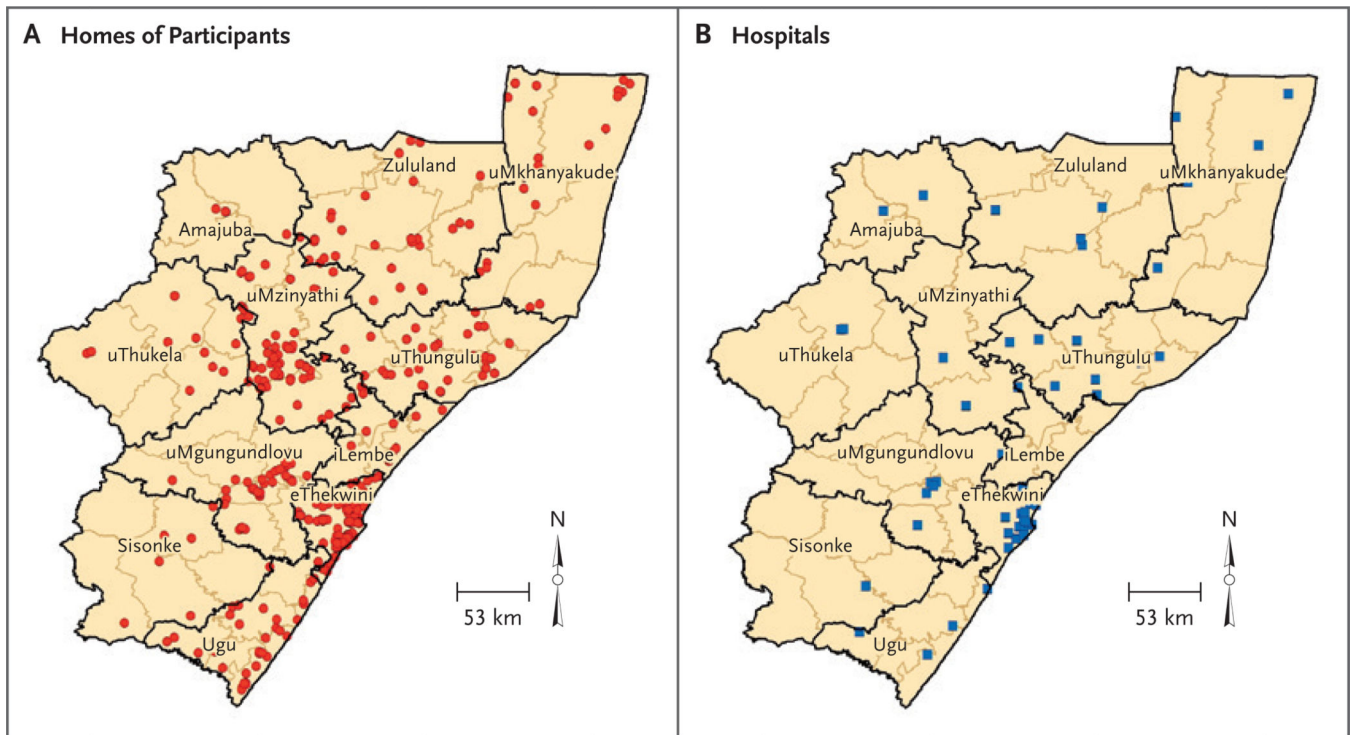 A Homes of Participants
Zululand
uMkhanyakude
Amajuba
uMzinyathi
uThukela
uThungulu
uMgungundlovu
iLembe
eThekwini
Sisonke
Ugu
N
53 km
B Hospitals
Zululand
uMkhanyakude
Amajuba
uMzinyathi
uThukela
uThungulu
uMgungundlovu
iLembe
eThekwini
Sisonke
Ugu
N
53 km